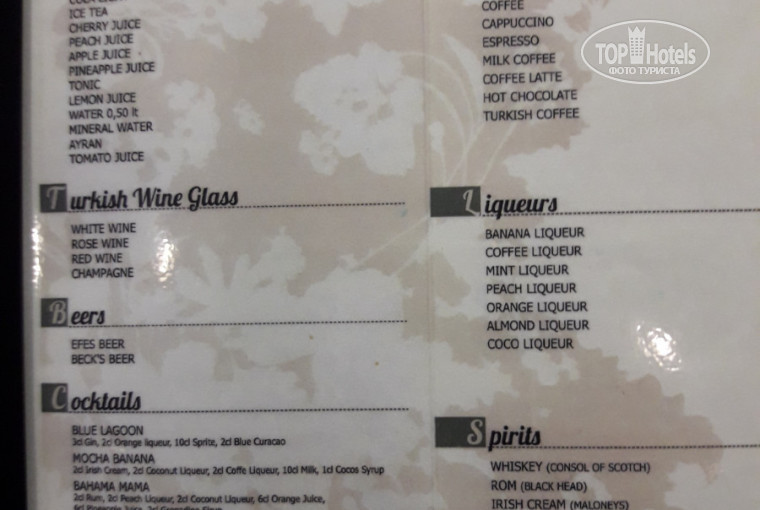 ICE TEA
CHERRY JUICE
PEACH JUICE
APPLE JUICE
PINEAPPLE JUICE
TONIC
LEMON JUICE
WATER 0,50 lt
MINERAL WATER
AYRAN
TOMATO JUICE
Turkish Wine Glass
WHITE WINE
ROSE WINE
RED WINE
CHAMPAGNE
Beers
EFES BEER
BECK'S BEER
Cocktails
BLUE LAGOON
3cl Gin, 2cl Orange liqueur, 10cl Sprite, 2cl Blue Curacao
MOCHA BANANA
2cl Irish Cream, 2cl Coconut Liqueur, 2cl Coffe Liqueur, 10cl Milk, 1cl Cocos Syrup
BAHAMA MAMA
2cl Rum, 2cl Peach Liqueur, 2cl Coconut Liqueur, 6cl Orange Juice,
COFFEE
CAPPUCCINO
ESPRESSO
MILK COFFEE
COFFEE LATTE
HOT CHOCOLATE
TURKISH COFFEE
Liqueurs
BANANA LIQUEUR
COFFEE LIQUEUR
MINT LIQUEUR
PEACH LIQUEUR
ORANGE LIQUEUR
ALMOND LIQUEUR
COCO LIQUEUR
Spirits
WHISKEY (CONSOL OF SCOTCH)
ROM (BLACK HEAD)
IRISH CREAM (MALONEYS)
TOP Hotels
ФОТО ТУРИСТА